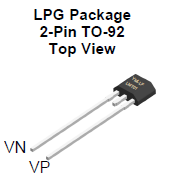 LPG Package
2-Pin TO-92
Top View
VN
VP